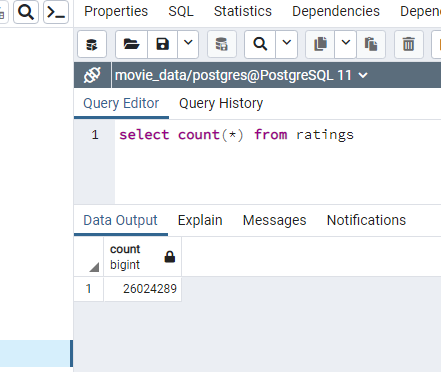 Properties SQL Statistics Dependencies Depen
movie_data/postgres@PostgreSQL 11
Query Editor Query History
1 select count(*) from ratings
Data Output Explain Messages Notifications
count
bigint
1 26024289